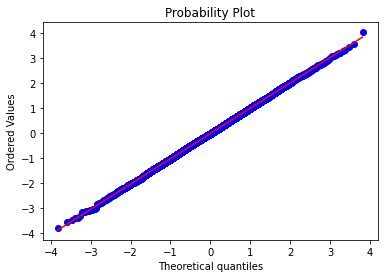 Probability Plot
4
3
2
1
0
−1
−2
−3
−4
Ordered Values
−4 −3 −2 −1 0 1 2 3 4
Theoretical quantiles